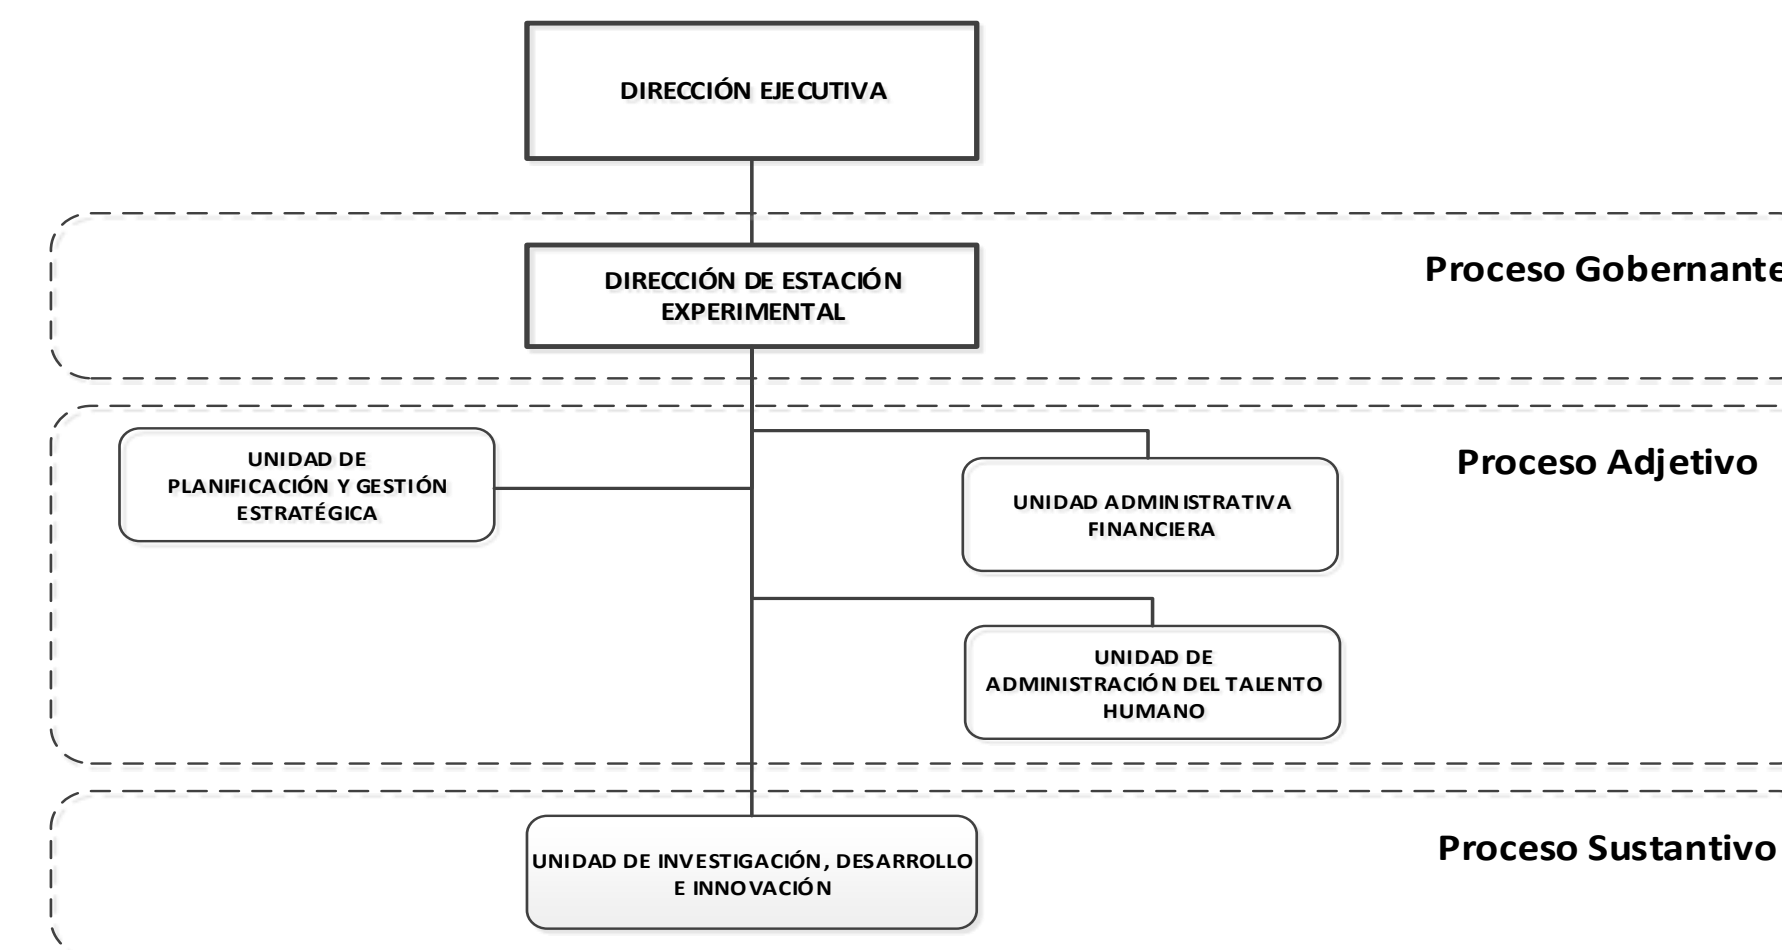 DIRECCIÓN EJECUTIVA
Proceso Gobernante
DIRECCIÓN DE ESTACIÓN
EXPERIMENTAL
Proceso Adjetivo
UNIDAD DE
PLANIFICACIÓN Y GESTIÓN
ESTRATÉGICA
UNIDAD ADMINISTRATIVA
FINANCIERA
UNIDAD DE
ADMINISTRACIÓN DEL TALENTO
HUMANO
Proceso Sustantivo
UNIDAD DE INVESTIGACIÓN, DESARROLLO
E INNOVACIÓN